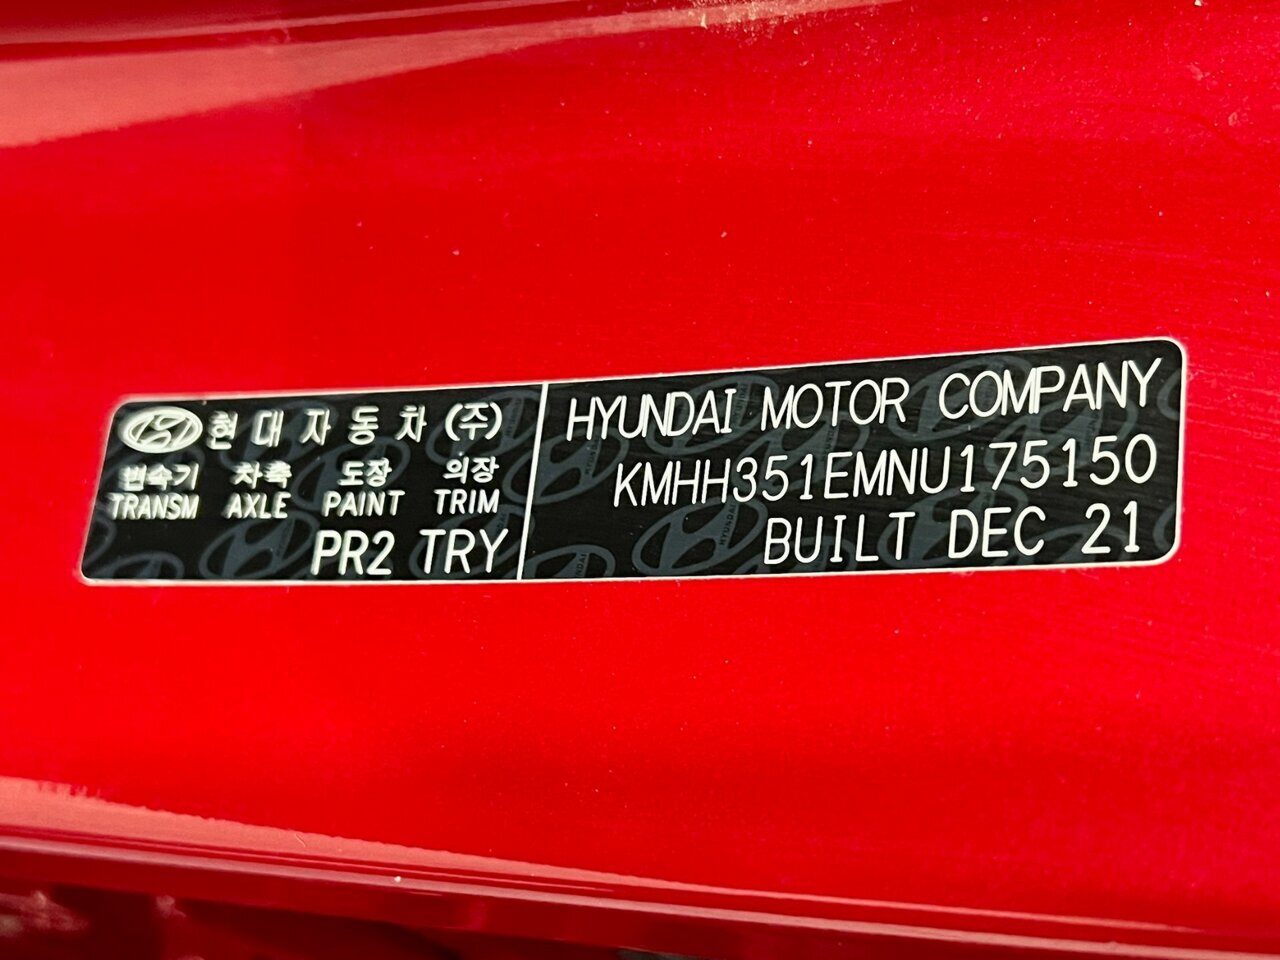 현대자동차(주)
변속기 차축 도장 의장
TRANSM AXLE PAINT TRIM
PR2 TRY
HYUNDAI MOTOR COMPANY
KMHH351EMNU175150
BUILT DEC 21